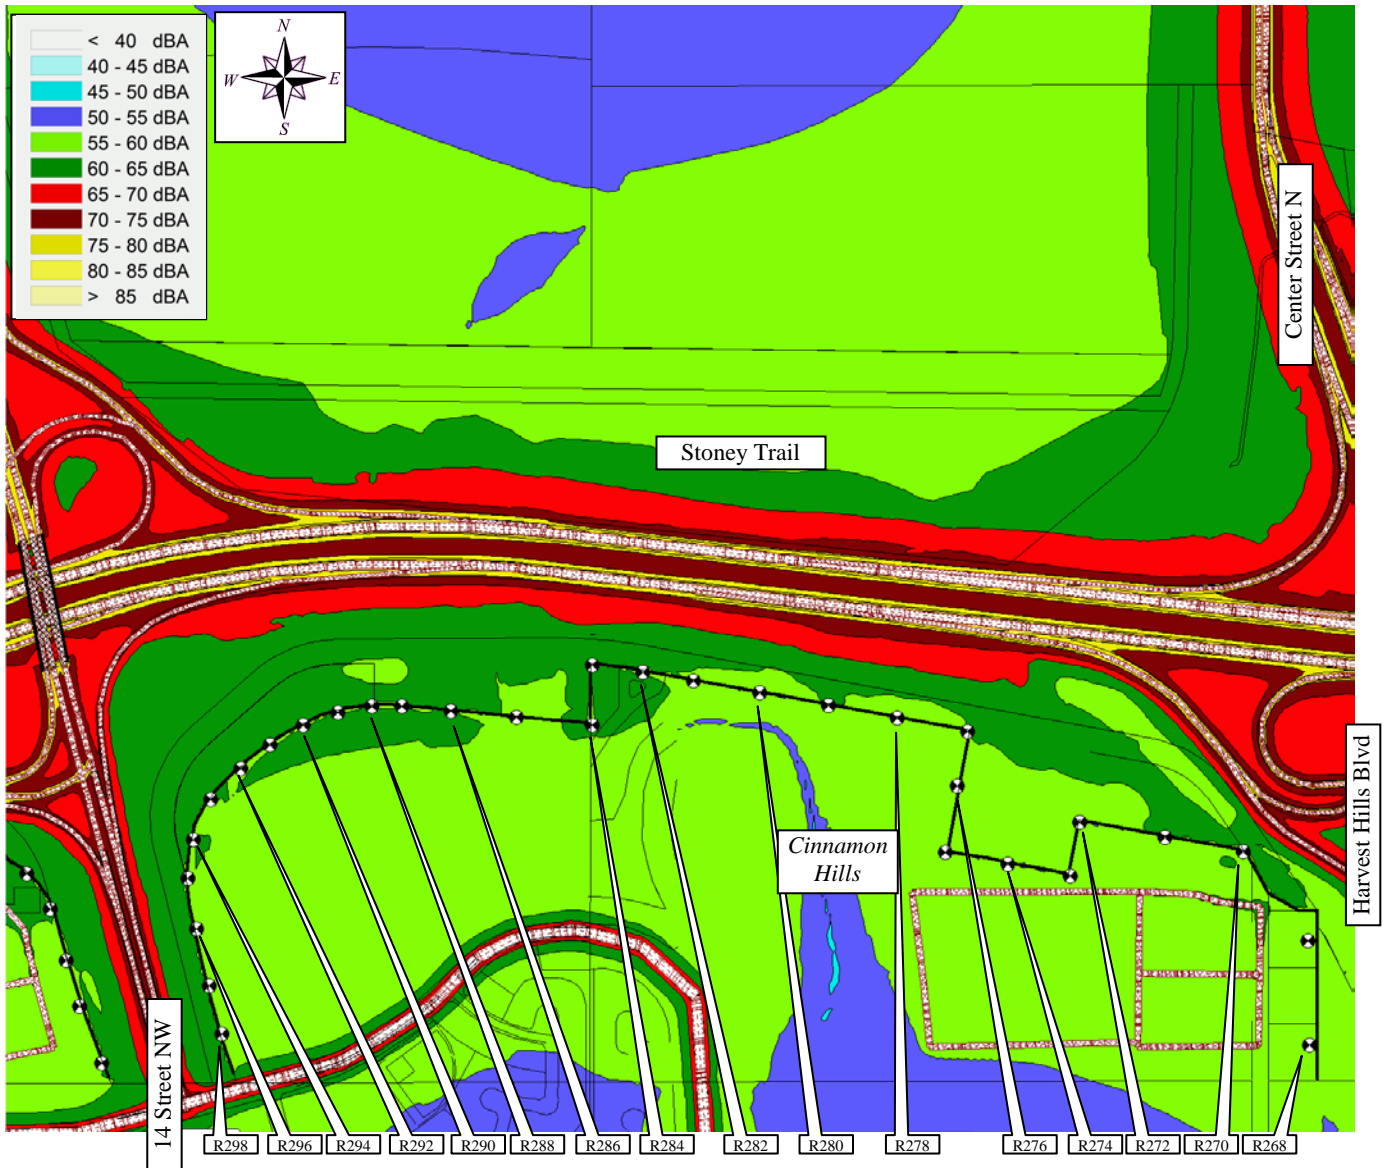 < 40 dBA
40 - 45 dBA
45 - 50 dBA
50 - 55 dBA
55 - 60 dBA
60 - 65 dBA
65 - 70 dBA
70 - 75 dBA
75 - 80 dBA
80 - 85 dBA
> 85 dBA
N
W E
S
Center Street N
Stoney Trail
Harvest Hills Blvd
Cinnamon
Hills
14 Street NW
R298 R296 R294 R292 R290 R288 R286 R284 R282 R280 R278 R276 R274 R272 R270 R268